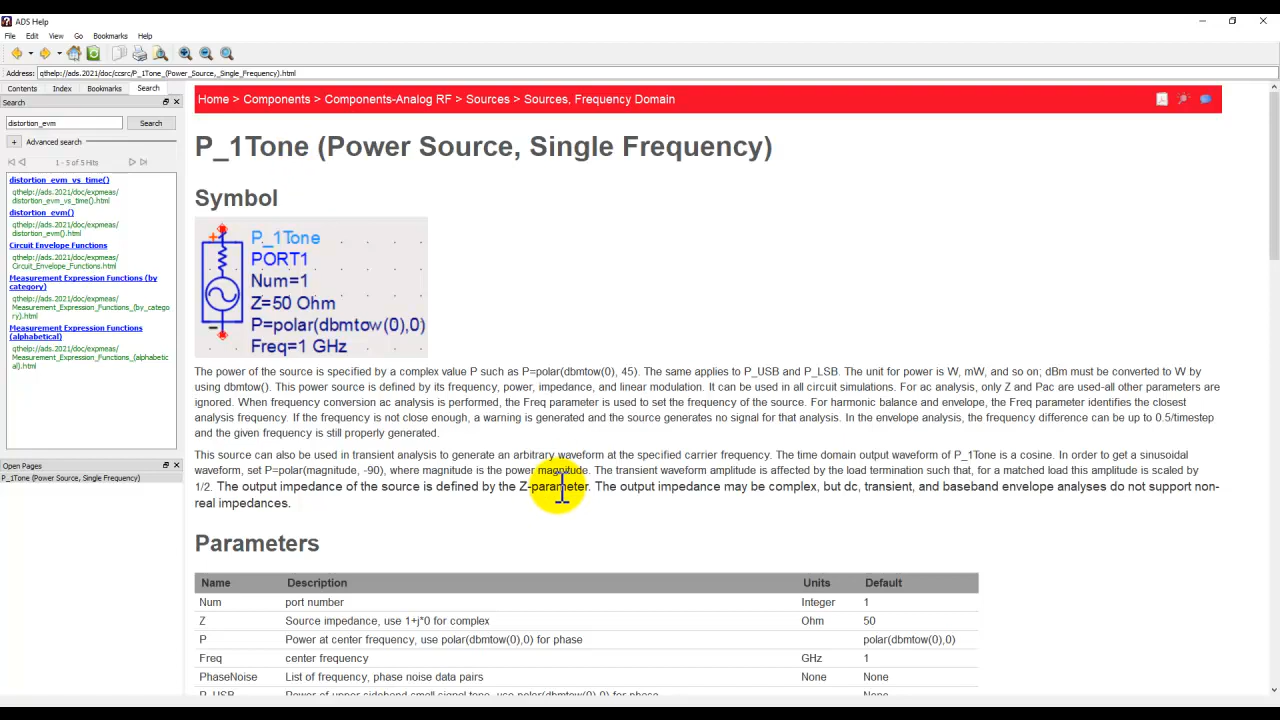 ADS Help
File Edit View Go Bookmarks Help
Address: qthelp://ads.2021/doc/ccsrc/P_1Tone_(Power_Source,_Single_Frequency).html
Contents Index Bookmarks Search
Search
distortion_evm Search
+ Advanced search
1 - 5 of 5 Hits
distortion_evm_vs_time()
qthelp://ads.2021/doc/expmeas/
distortion_evm_vs_time().html
distortion_evm()
qthelp://ads.2021/doc/expmeas/
distortion_evm().html
Circuit Envelope Functions
qthelp://ads.2021/doc/expmeas/
Circuit_Envelope_Functions.html
Measurement Expression Functions (by
category)
qthelp://ads.2021/doc/expmeas/
Measurement_Expression_Functions_(by_catego
ry).html
Measurement Expression Functions
(alphabetical)
qthelp://ads.2021/doc/expmeas/
Measurement_Expression_Functions_(alphabetic
al).html
Open Pages
P_1Tone (Power Source, Single Frequency)
Home > Components > Components-Analog RF > Sources > Sources, Frequency Domain
P_1Tone (Power Source, Single Frequency)
Symbol
P_1Tone
PORT1
Num=1
Z=50 Ohm
P=polar(dbmtow(0),0)
Freq=1 GHz
The power of the source is specified by a complex value P such as P=polar(dbmtow(0), 45). The same applies to P_USB and P_LSB. The unit for power is W, mW, and so on; dBm must be converted to W by
using dbmtow(). This power source is defined by its frequency, power, impedance, and linear modulation. It can be used in all circuit simulations. For ac analysis, only Z and Pac are used-all other parameters are
ignored. When frequency conversion ac analysis is performed, the Freq parameter is used to set the frequency of the source. For harmonic balance and envelope, the Freq parameter identifies the closest
analysis frequency. If the frequency is not close enough, a warning is generated and the source generates no signal for that analysis. In the envelope analysis, the frequency difference can be up to 0.5/timestep
and the given frequency is still properly generated.
This source can also be used in transient analysis to generate an arbitrary waveform at the specified carrier frequency. The time domain output waveform of P_1Tone is a cosine. In order to get a sinusoidal
waveform, set P=polar(magnitude, -90), where magnitude is the power magnitude. The transient waveform amplitude is affected by the load termination such that, for a matched load this amplitude is scaled by
1/2. The output impedance of the source is defined by the Z-parameter. The output impedance may be complex, but dc, transient, and baseband envelope analyses do not support non-
real impedances.
Parameters
Name Description Units Default
Num port number Integer 1
Z Source impedance, use 1+j*0 for complex Ohm 50
P Power at center frequency, use polar(dbmtow(0),0) for phase polar(dbmtow(0),0)
Freq center frequency GHz 1
PhaseNoise List of frequency, phase noise data pairs None None
P_USB Power of upper sideband small signal tone, use polar(dbmtow(0),0) for phase None